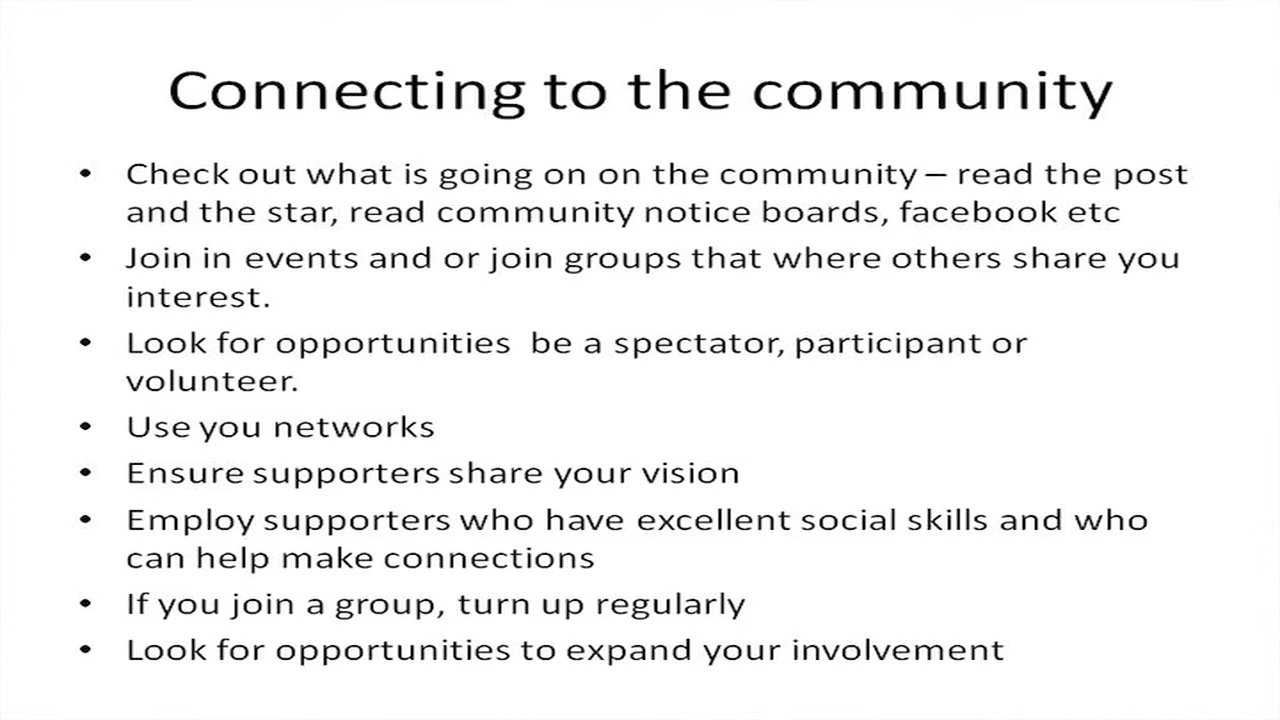 Connecting to the community
• Check out what is going on on the community – read the post
and the star, read community notice boards, facebook etc
• Join in events and or join groups that where others share you
interest.
• Look for opportunities  be a spectator, participant or
volunteer.
• Use you networks
• Ensure supporters share your vision
• Employ supporters who have excellent social skills and who
can help make connections
• If you join a group, turn up regularly
• Look for opportunities to expand your involvement